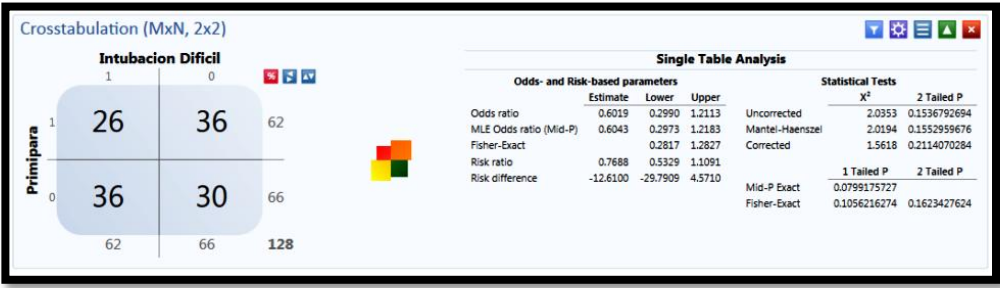 Crosstabulation (MxN, 2x2)
Intubacion Dificil
1 0
Primipara
1 26 36 62
0 36 30 66
62 66 128
Single Table Analysis
Odds- and Risk-based parameters
Estimate Lower Upper
Odds ratio 0.6019 0.2990 1.2113
MLE Odds ratio (Mid-P) 0.6043 0.2973 1.2183
Fisher-Exact 0.2817 1.2827
Risk ratio 0.7688 0.5329 1.1091
Risk difference -12.6100 -29.7909 4.5710
Statistical Tests
X² 2 Tailed P
Uncorrected 2.0353 0.1536792694
Mantel-Haenszel 2.0194 0.1552959676
Corrected 1.5618 0.2114070284
1 Tailed P 2 Tailed P
Mid-P Exact 0.0799175727
Fisher-Exact 0.1056216274 0.1623427624